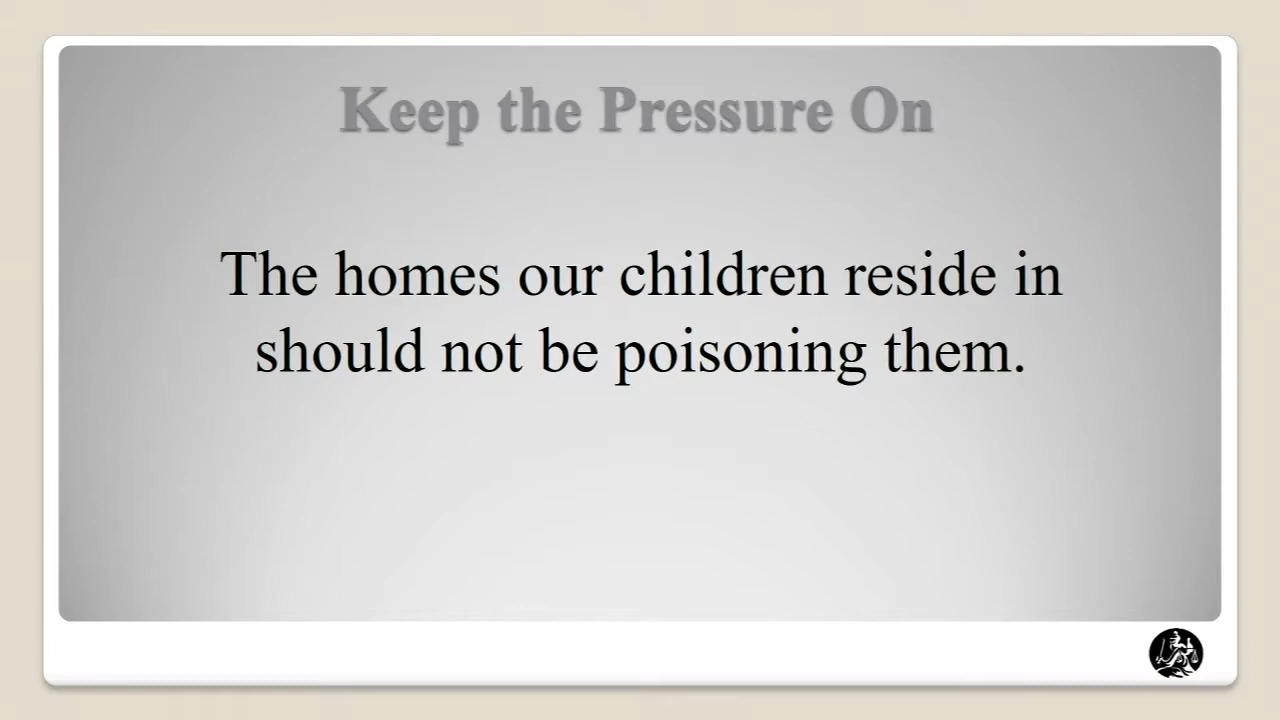 Keep the Pressure On
The homes our children reside in
should not be poisoning them.